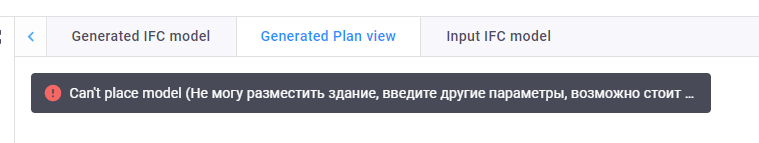 Generated IFC model Generated Plan view Input IFC model
Can't place model (Не могу разместить здание, введите другие параметры, возможно стоит ...